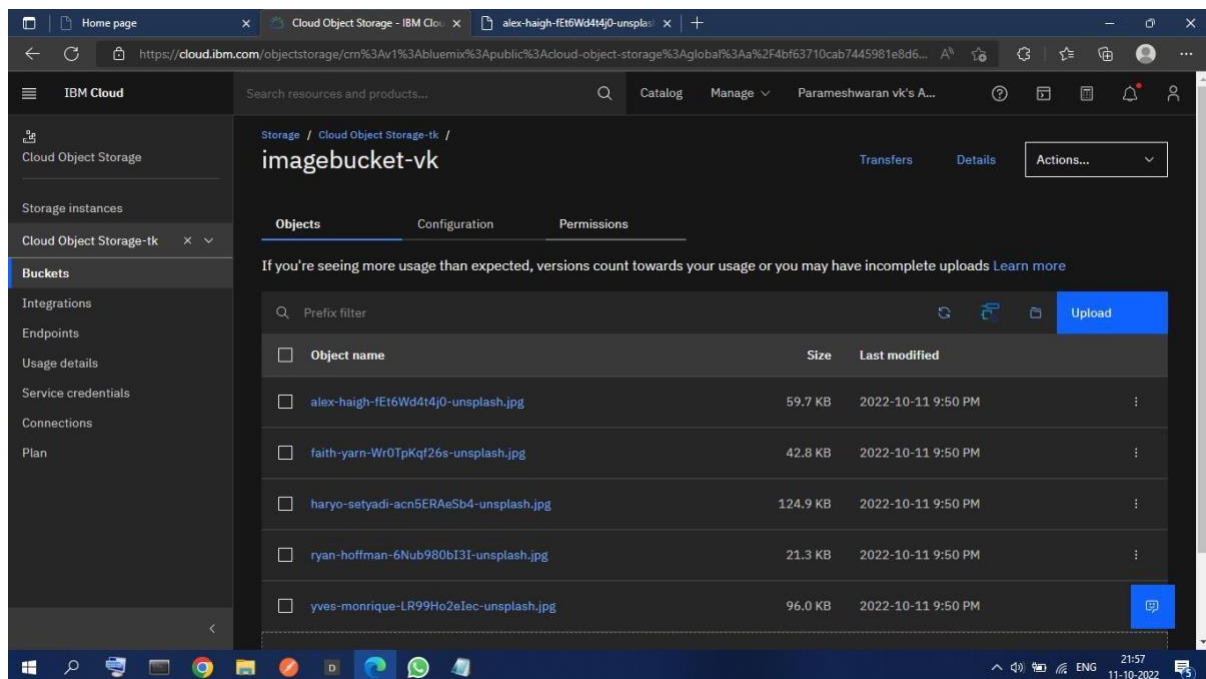 Home page
Cloud Object Storage - IBM Clou
alex-haigh-fEt6Wd4t4j0-unsplas
https://cloud.ibm.com/objectstorage/crn%3Av1%3Abluemix%3Apublic%3Acloud-object-storage%3Aglobal%3Aa%2F4bf63710cab7445981e8d6...
IBM Cloud
Search resources and products...
Catalog
Manage
Parameshwaran vk's A...
Cloud Object Storage
Storage instances
Cloud Object Storage-tk
Buckets
Integrations
Endpoints
Usage details
Service credentials
Connections
Plan
Storage / Cloud Object Storage-tk /
imagebucket-vk
Transfers
Details
Actions...
Objects
Configuration
Permissions
If you're seeing more usage than expected, versions count towards your usage or you may have incomplete uploads Learn more
Prefix filter
Upload
Object name Size Last modified
alex-haigh-fEt6Wd4t4j0-unsplash.jpg 59.7 KB 2022-10-11 9:50 PM
faith-yarn-Wr0TpKqf26s-unsplash.jpg 42.8 KB 2022-10-11 9:50 PM
haryo-setyadi-acn5ERAeSb4-unsplash.jpg 124.9 KB 2022-10-11 9:50 PM
ryan-hoffman-6Nub980bI3I-unsplash.jpg 21.3 KB 2022-10-11 9:50 PM
yves-monrique-LR99Ho2eIec-unsplash.jpg 96.0 KB 2022-10-11 9:50 PM
D
ENG
21:57
11-10-2022
5